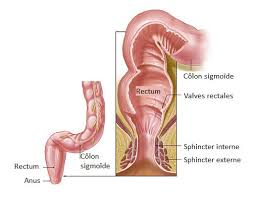 Côlon sigmoïde
Rectum
Valves rectales
Sphincter interne
Sphincter externe
Côlon
sigmoïde
Rectum
Anus